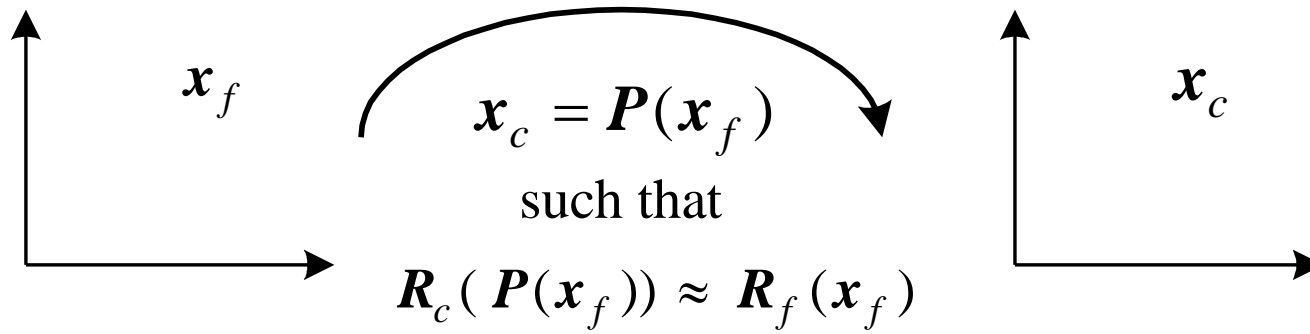 x_f
x_c = P(x_f)
x_c
such that
R_c( P(x_f)) ≈ R_f(x_f)